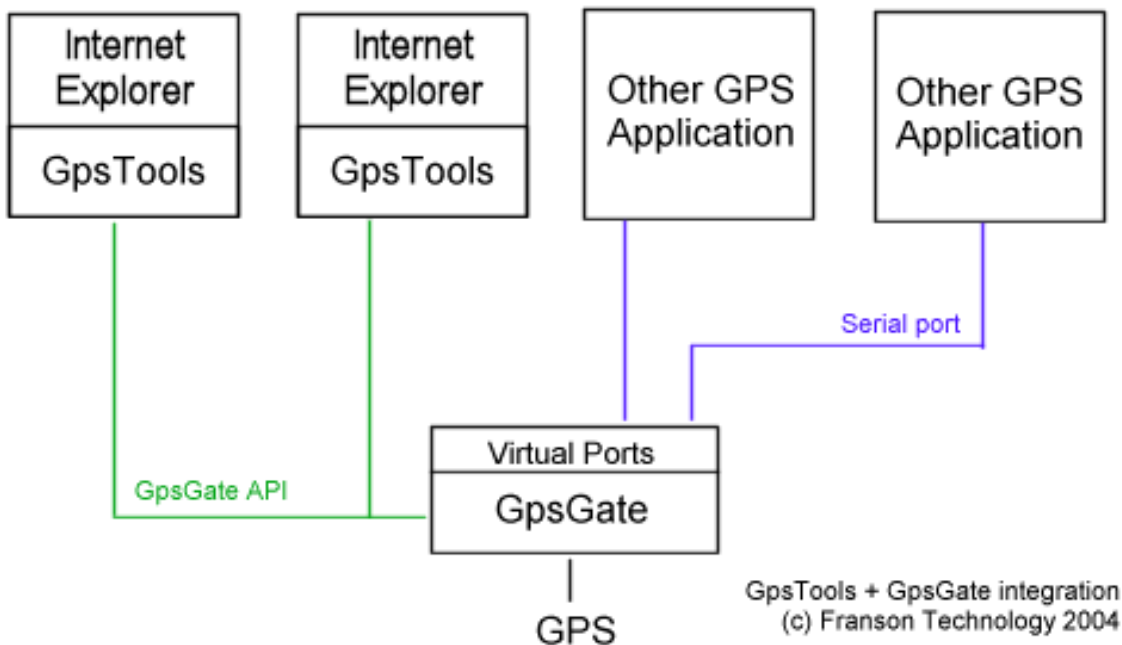 Internet
Explorer
GpsTools
Internet
Explorer
GpsTools
Other GPS
Application
Other GPS
Application
Serial port
GpsGate API
Virtual Ports
GpsGate
GPS
GpsTools + GpsGate integration
(c) Franson Technology 2004